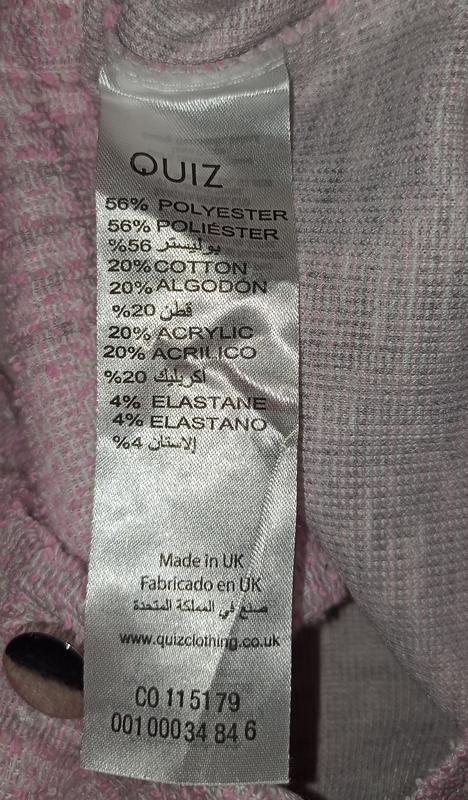 QUIZ
56% POLYESTER
56% POLIÉSTER
%56 بوليستر
20% COTTON
20% ALGODÓN
%20 قطن
20% ACRYLIC
20% ACRILICO
%20 اكريليك
4% ELASTANE
4% ELASTANO
%4 إلاستان
Made in UK
Fabricado en UK
صنع في المملكة المتحدة
www.quizclothing.co.uk
CO 115179
001 000 34 84 6